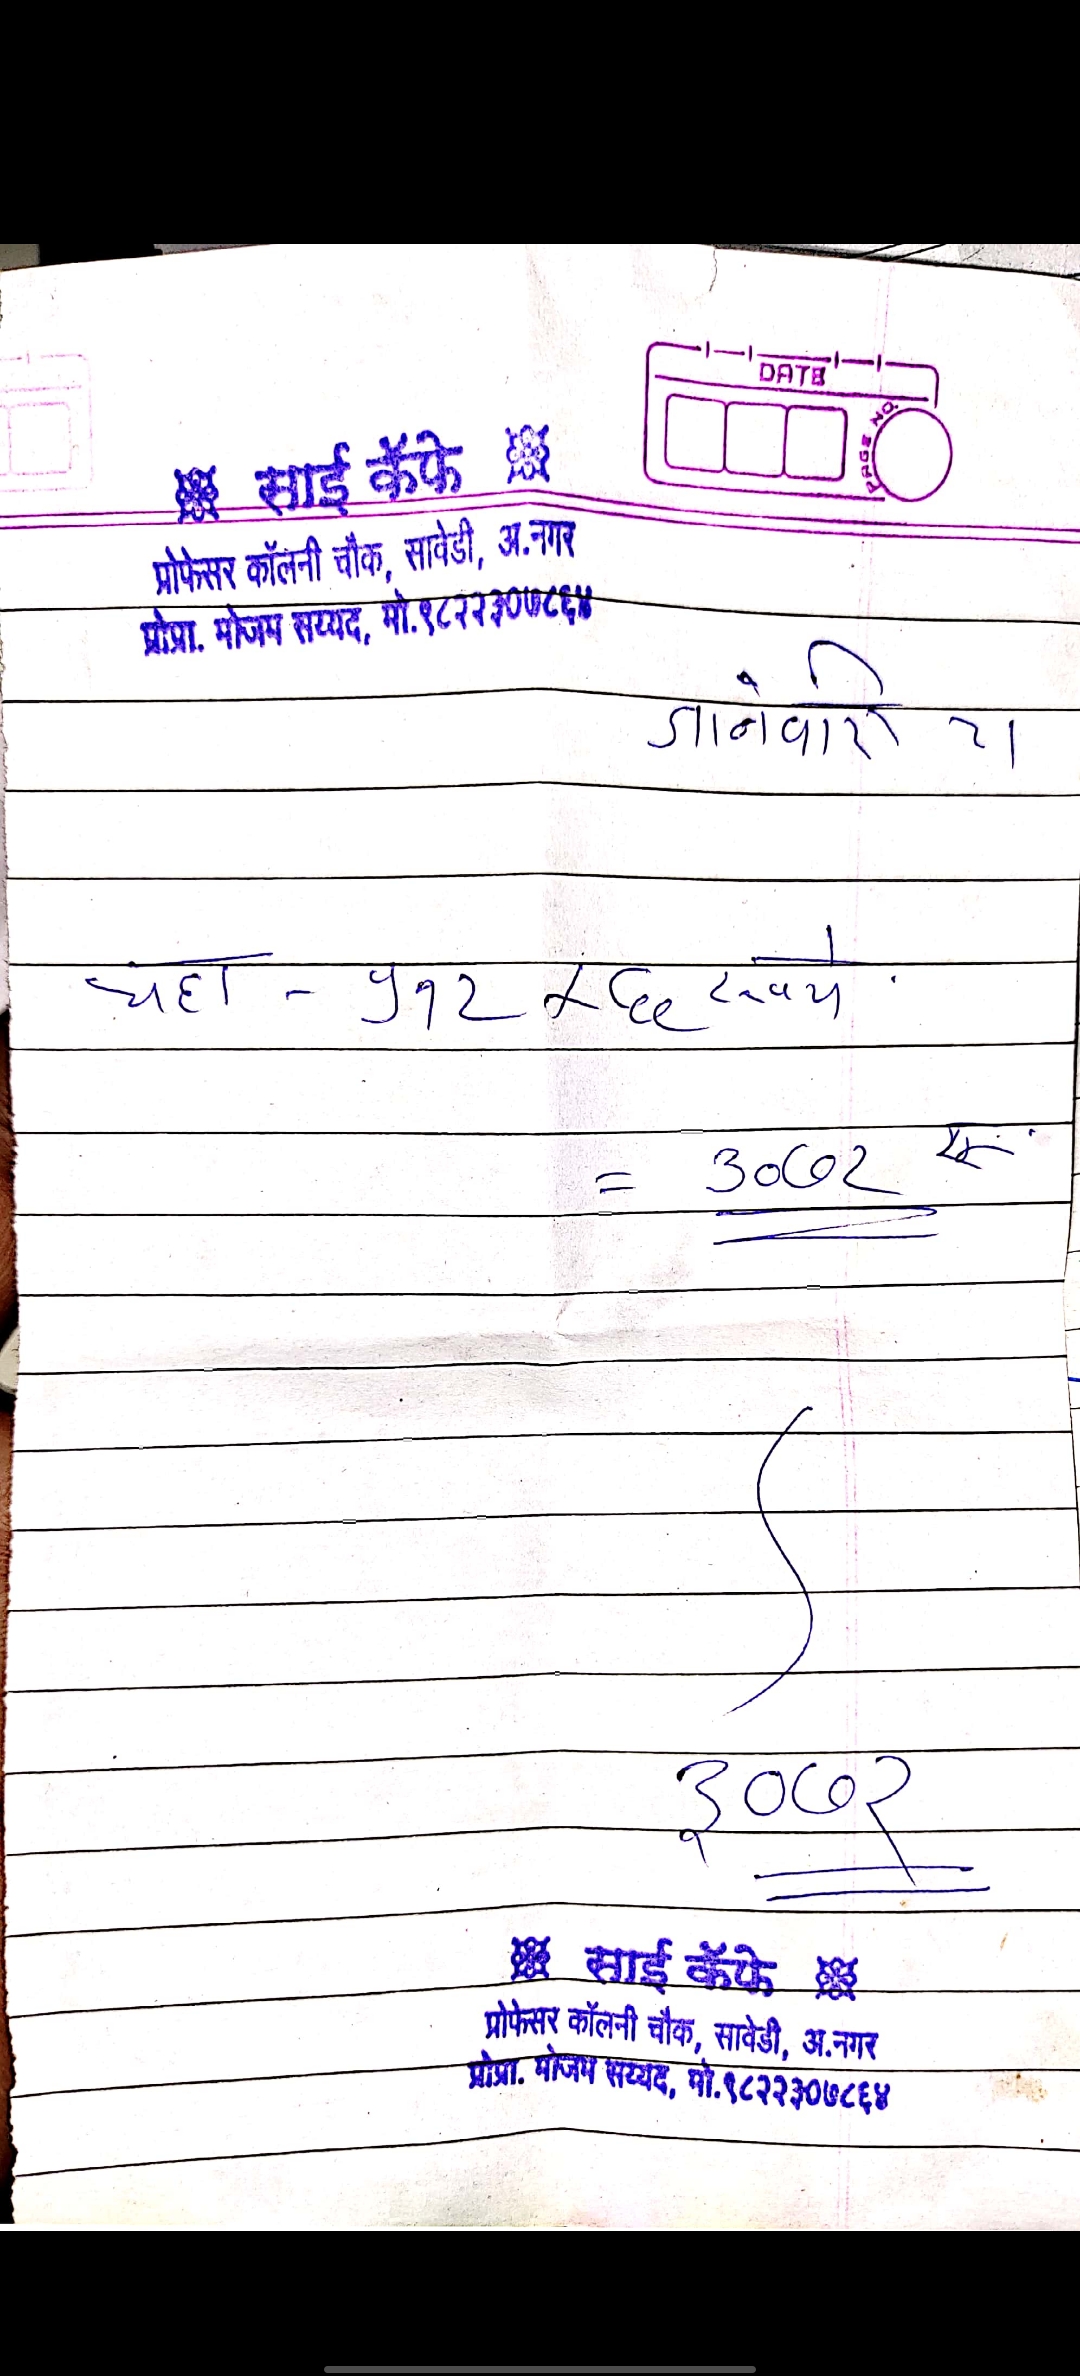 DATE
PAGE NO.
साई कॅफे
प्रोफेसर कॉलनी चौक, सावेडी, अ.नगर
प्रोप्रा. मोजम सय्यद, मो.९८२२३०७८६४
जानेवारी २१
चहा - ५१२ × ६ रुपये
= ३०७२ रु.
३०७२
साई कॅफे
प्रोफेसर कॉलनी चौक, सावेडी, अ.नगर
प्रोप्रा. मोजम सय्यद, मो.९८२२३०७८६४